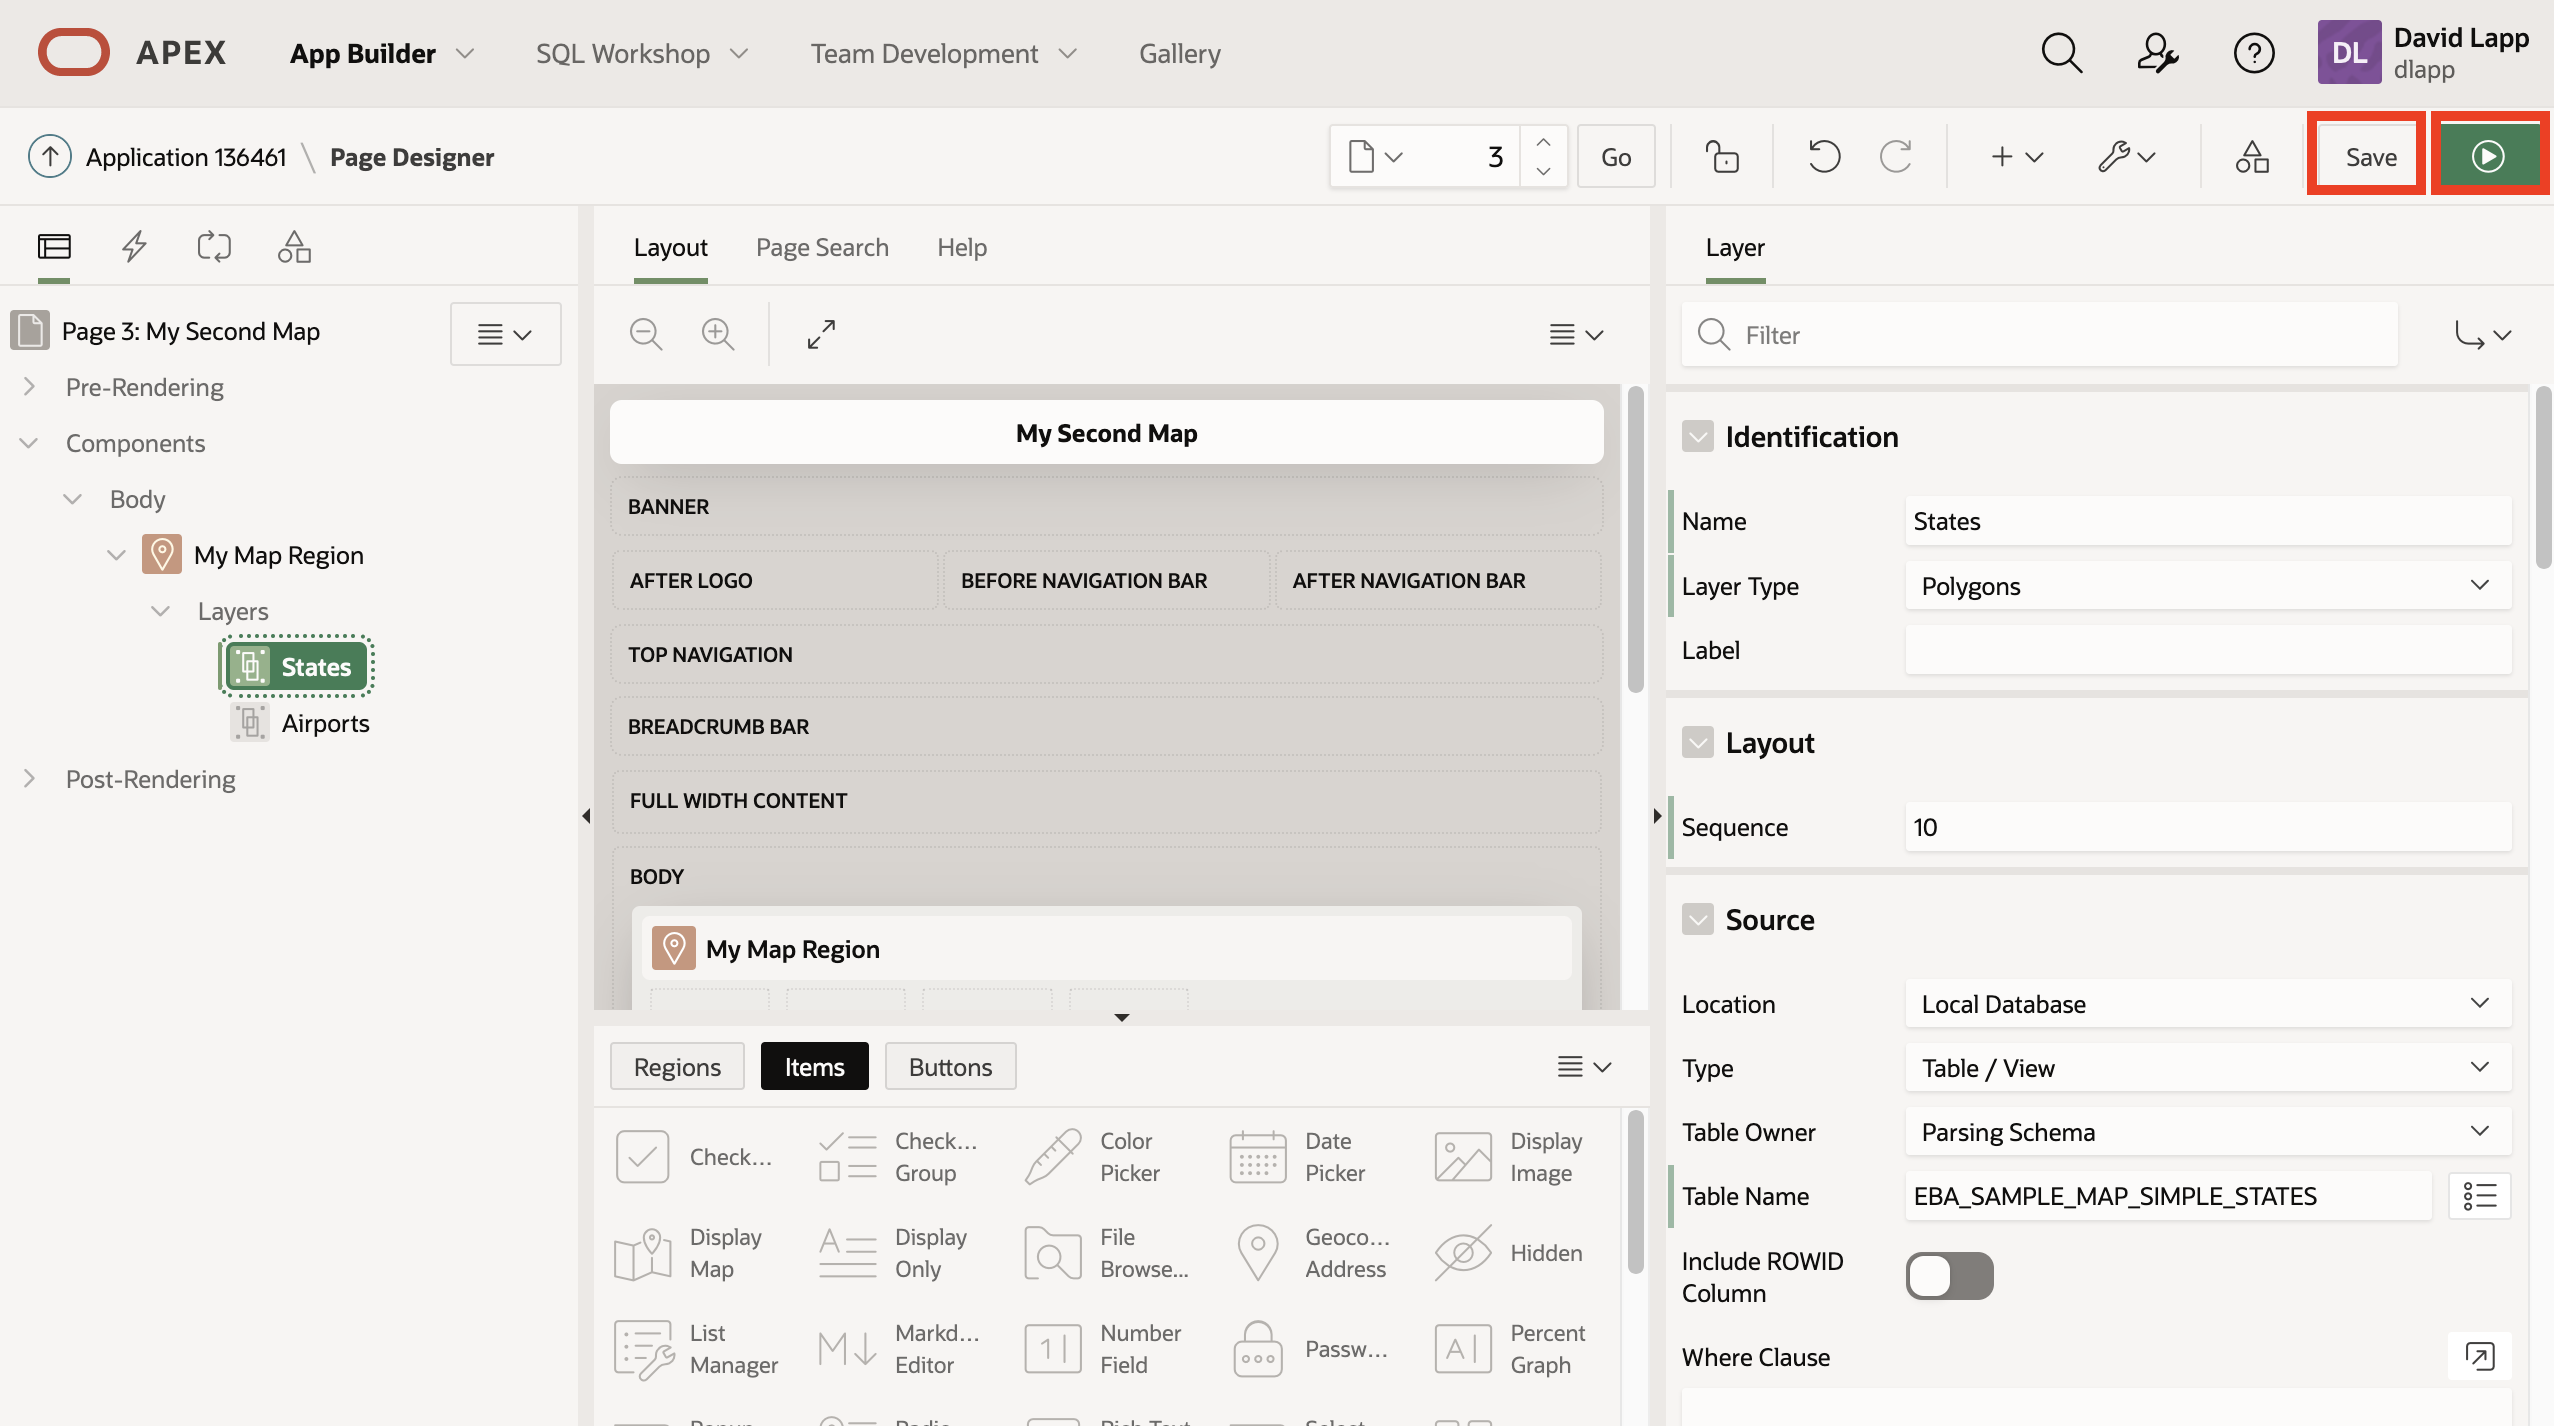 APEX
App Builder
SQL Workshop
Team Development
Gallery
DL
David Lapp
dlapp
Application 136461 \ Page Designer
3
Go
Save
Page 3: My Second Map
Pre-Rendering
Components
Body
My Map Region
Layers
States
Airports
Post-Rendering
Layout
Page Search
Help
My Second Map
BANNER
AFTER LOGO
BEFORE NAVIGATION BAR
AFTER NAVIGATION BAR
TOP NAVIGATION
BREADCRUMB BAR
FULL WIDTH CONTENT
BODY
My Map Region
Regions
Items
Buttons
Check...
Check...
Group
Color
Picker
Date
Picker
Display
Image
Display
Map
A
Display
Only
File
Browse...
Geoco...
Address
Hidden
List
Manager
M
Markd...
Editor
1
Number
Field
Passw...
A
Percent
Graph
Layer
Filter
Identification
Name
States
Layer Type
Polygons
Label
Layout
Sequence
10
Source
Location
Local Database
Type
Table / View
Table Owner
Parsing Schema
Table Name
EBA_SAMPLE_MAP_SIMPLE_STATES
Include ROWID
Column
Where Clause